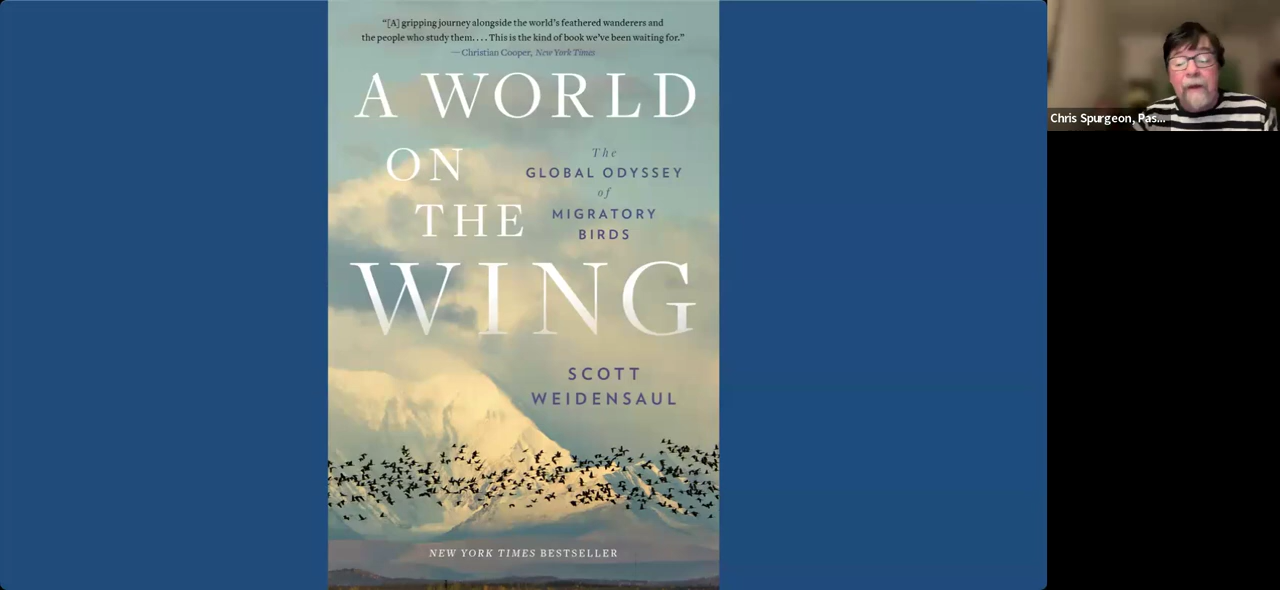 “[A] gripping journey alongside the world’s feathered wanderers and
the people who study them. . . . This is the kind of book we’ve been waiting for.”
—Christian Cooper, New York Times
A WORLD
ON
THE
WING
The
GLOBAL ODYSSEY
of
MIGRATORY
BIRDS
SCOTT
WEIDENSAUL
NEW YORK TIMES BESTSELLER
Chris Spurgeon, Pas...